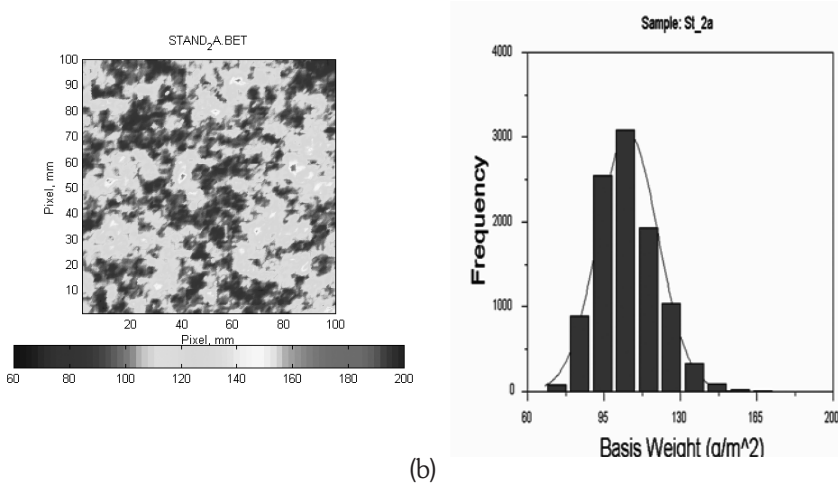 STAND₂A.BET
100
90
80
70
60
50
40
30
20
10
Pixel, mm
20 40 60 80 100
Pixel, mm
60 80 100 120 140 160 180 200
Sample: St_2a
4000
3000
2000
1000
0
Frequency
60 95 130 165 200
Basis Weight (g/m^2)
(b)